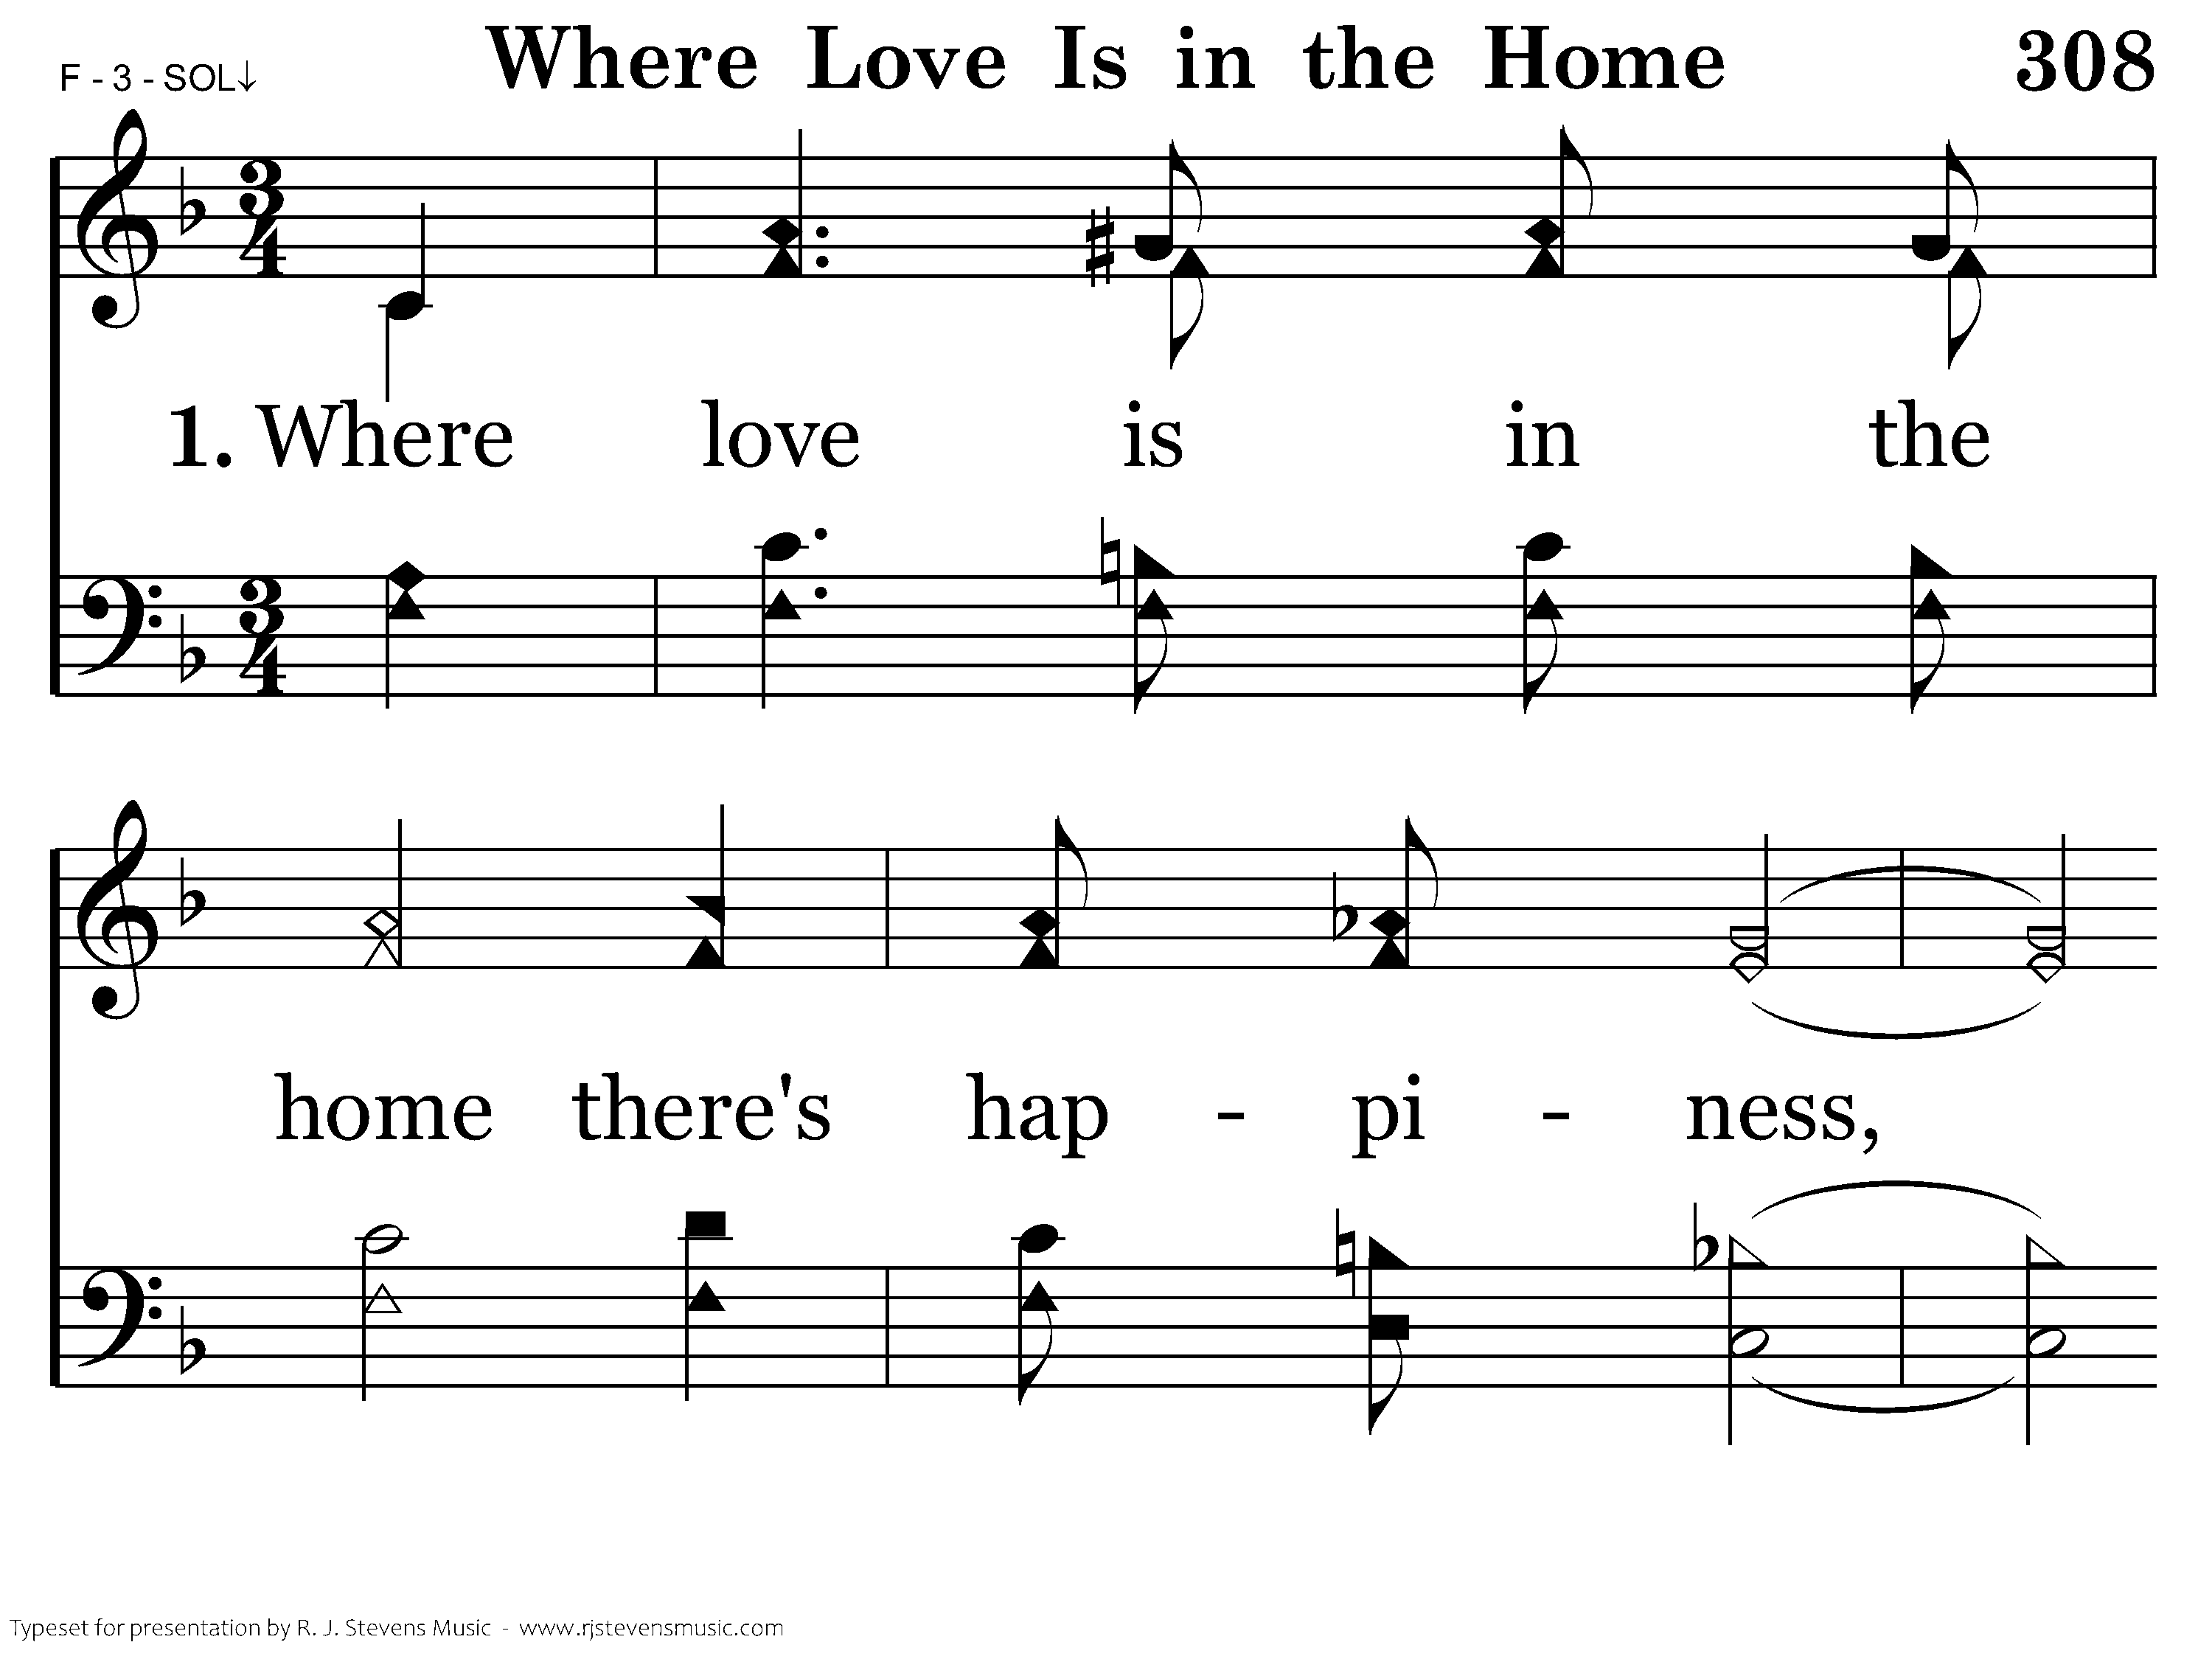 F - 3 - SOL↓ Where Love Is in the Home 308
1. Where love is in the
home there's hap - pi - ness,
Typeset for presentation by R. J. Stevens Music - www.rjstevensmusic.com